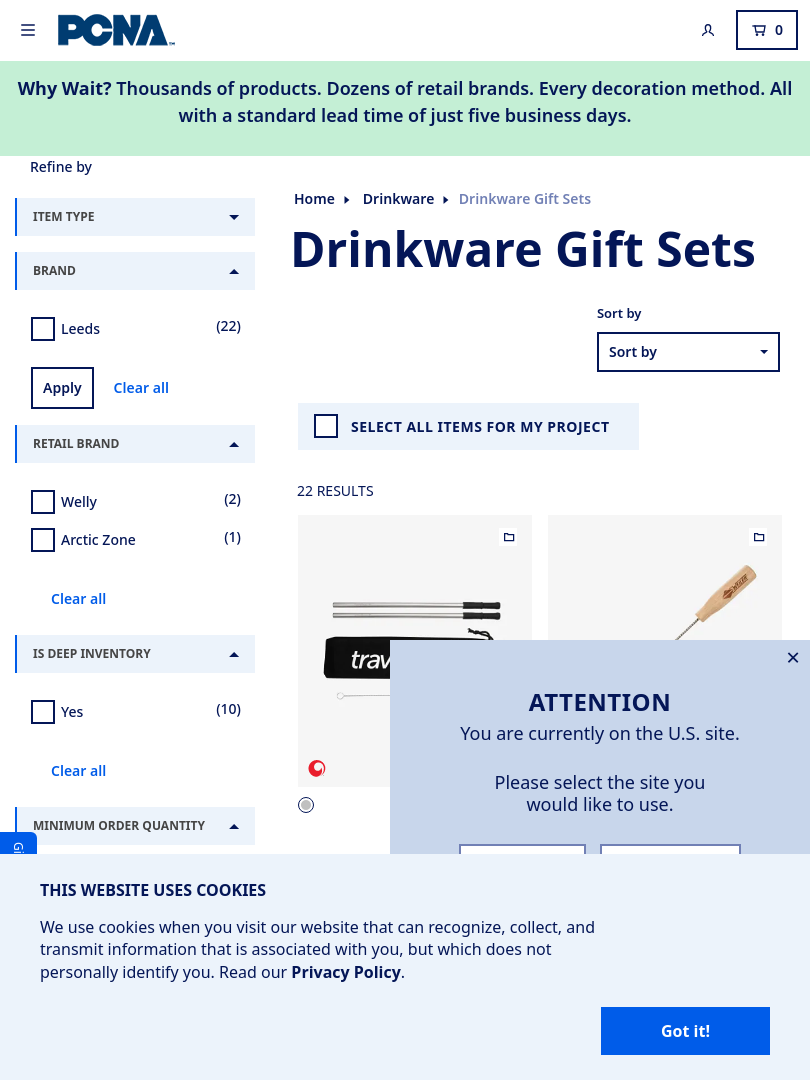 PCNA
0
Why Wait? Thousands of products. Dozens of retail brands. Every decoration method. All
with a standard lead time of just five business days.
Refine by
ITEM TYPE
BRAND
Leeds (22)
Apply Clear all
RETAIL BRAND
Welly (2)
Arctic Zone (1)
Clear all
IS DEEP INVENTORY
Yes (10)
Clear all
MINIMUM ORDER QUANTITY
Home Drinkware Drinkware Gift Sets
Drinkware Gift Sets
Sort by
Sort by
SELECT ALL ITEMS FOR MY PROJECT
22 RESULTS
ATTENTION
You are currently on the U.S. site.
Please select the site you
would like to use.
THIS WEBSITE USES COOKIES
We use cookies when you visit our website that can recognize, collect, and
transmit information that is associated with you, but which does not
personally identify you. Read our Privacy Policy.
Got it!